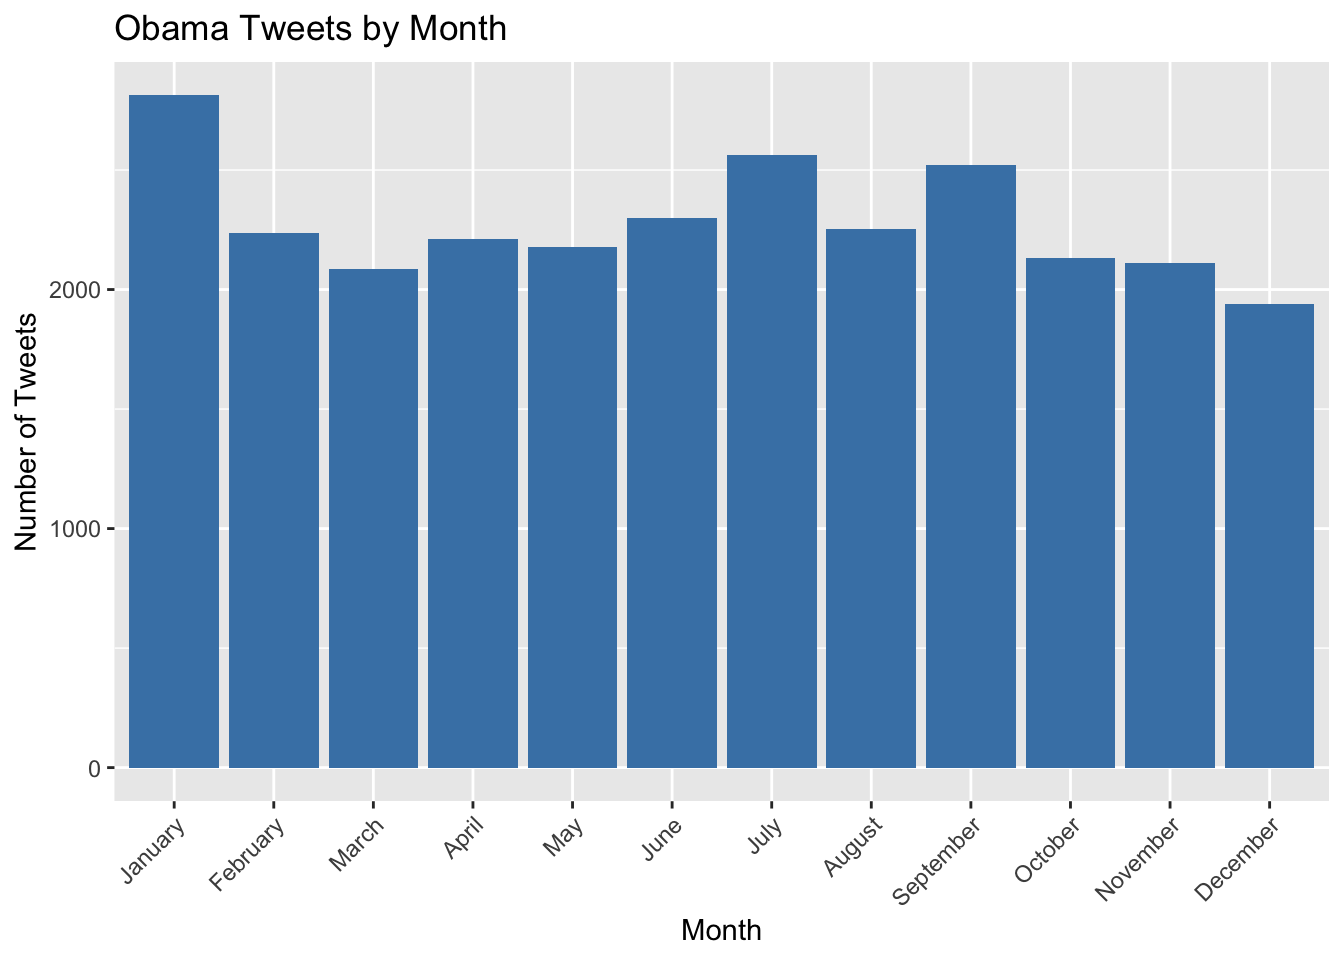 Obama Tweets by Month
Number of Tweets
2000
1000
0
January
February
March
April
May
June
July
August
September
October
November
December
Month